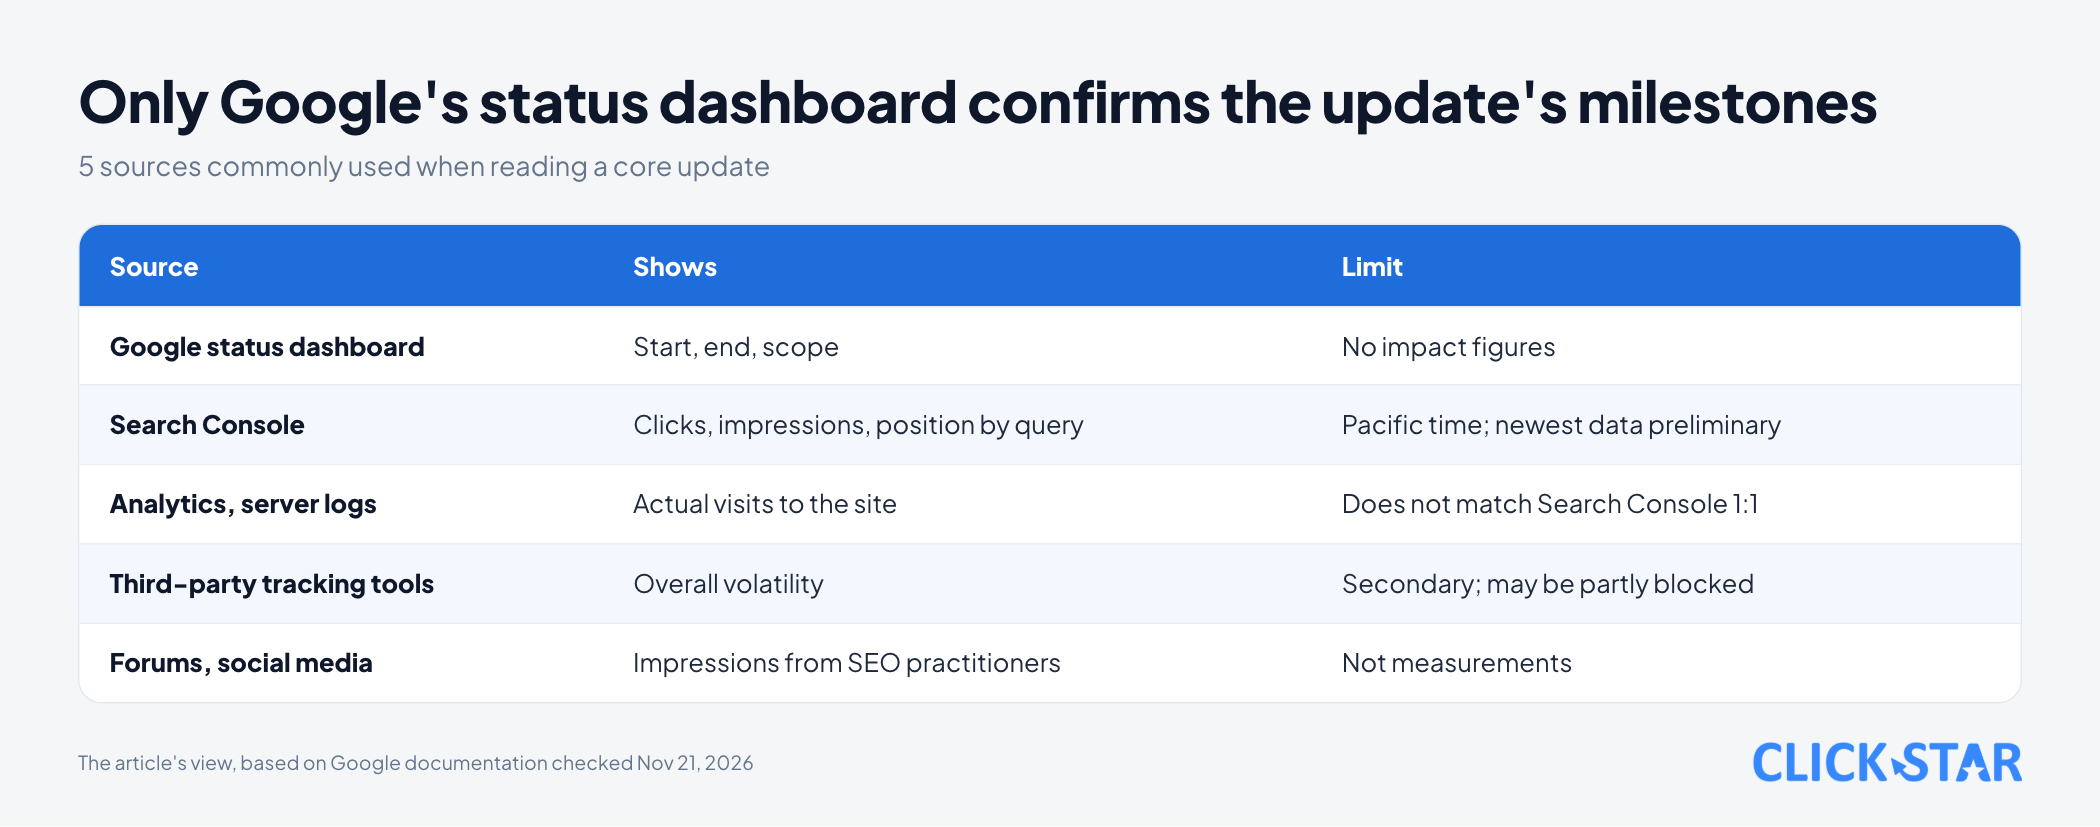 Only Google's status dashboard confirms the update's milestones
5 sources commonly used when reading a core update
Source Shows Limit
Google status dashboard Start, end, scope No impact figures
Search Console Clicks, impressions, position by query Pacific time; newest data preliminary
Analytics, server logs Actual visits to the site Does not match Search Console 1:1
Third-party tracking tools Overall volatility Secondary; may be partly blocked
Forums, social media Impressions from SEO practitioners Not measurements
The article's view, based on Google documentation checked Nov 21, 2026
CLICK STAR